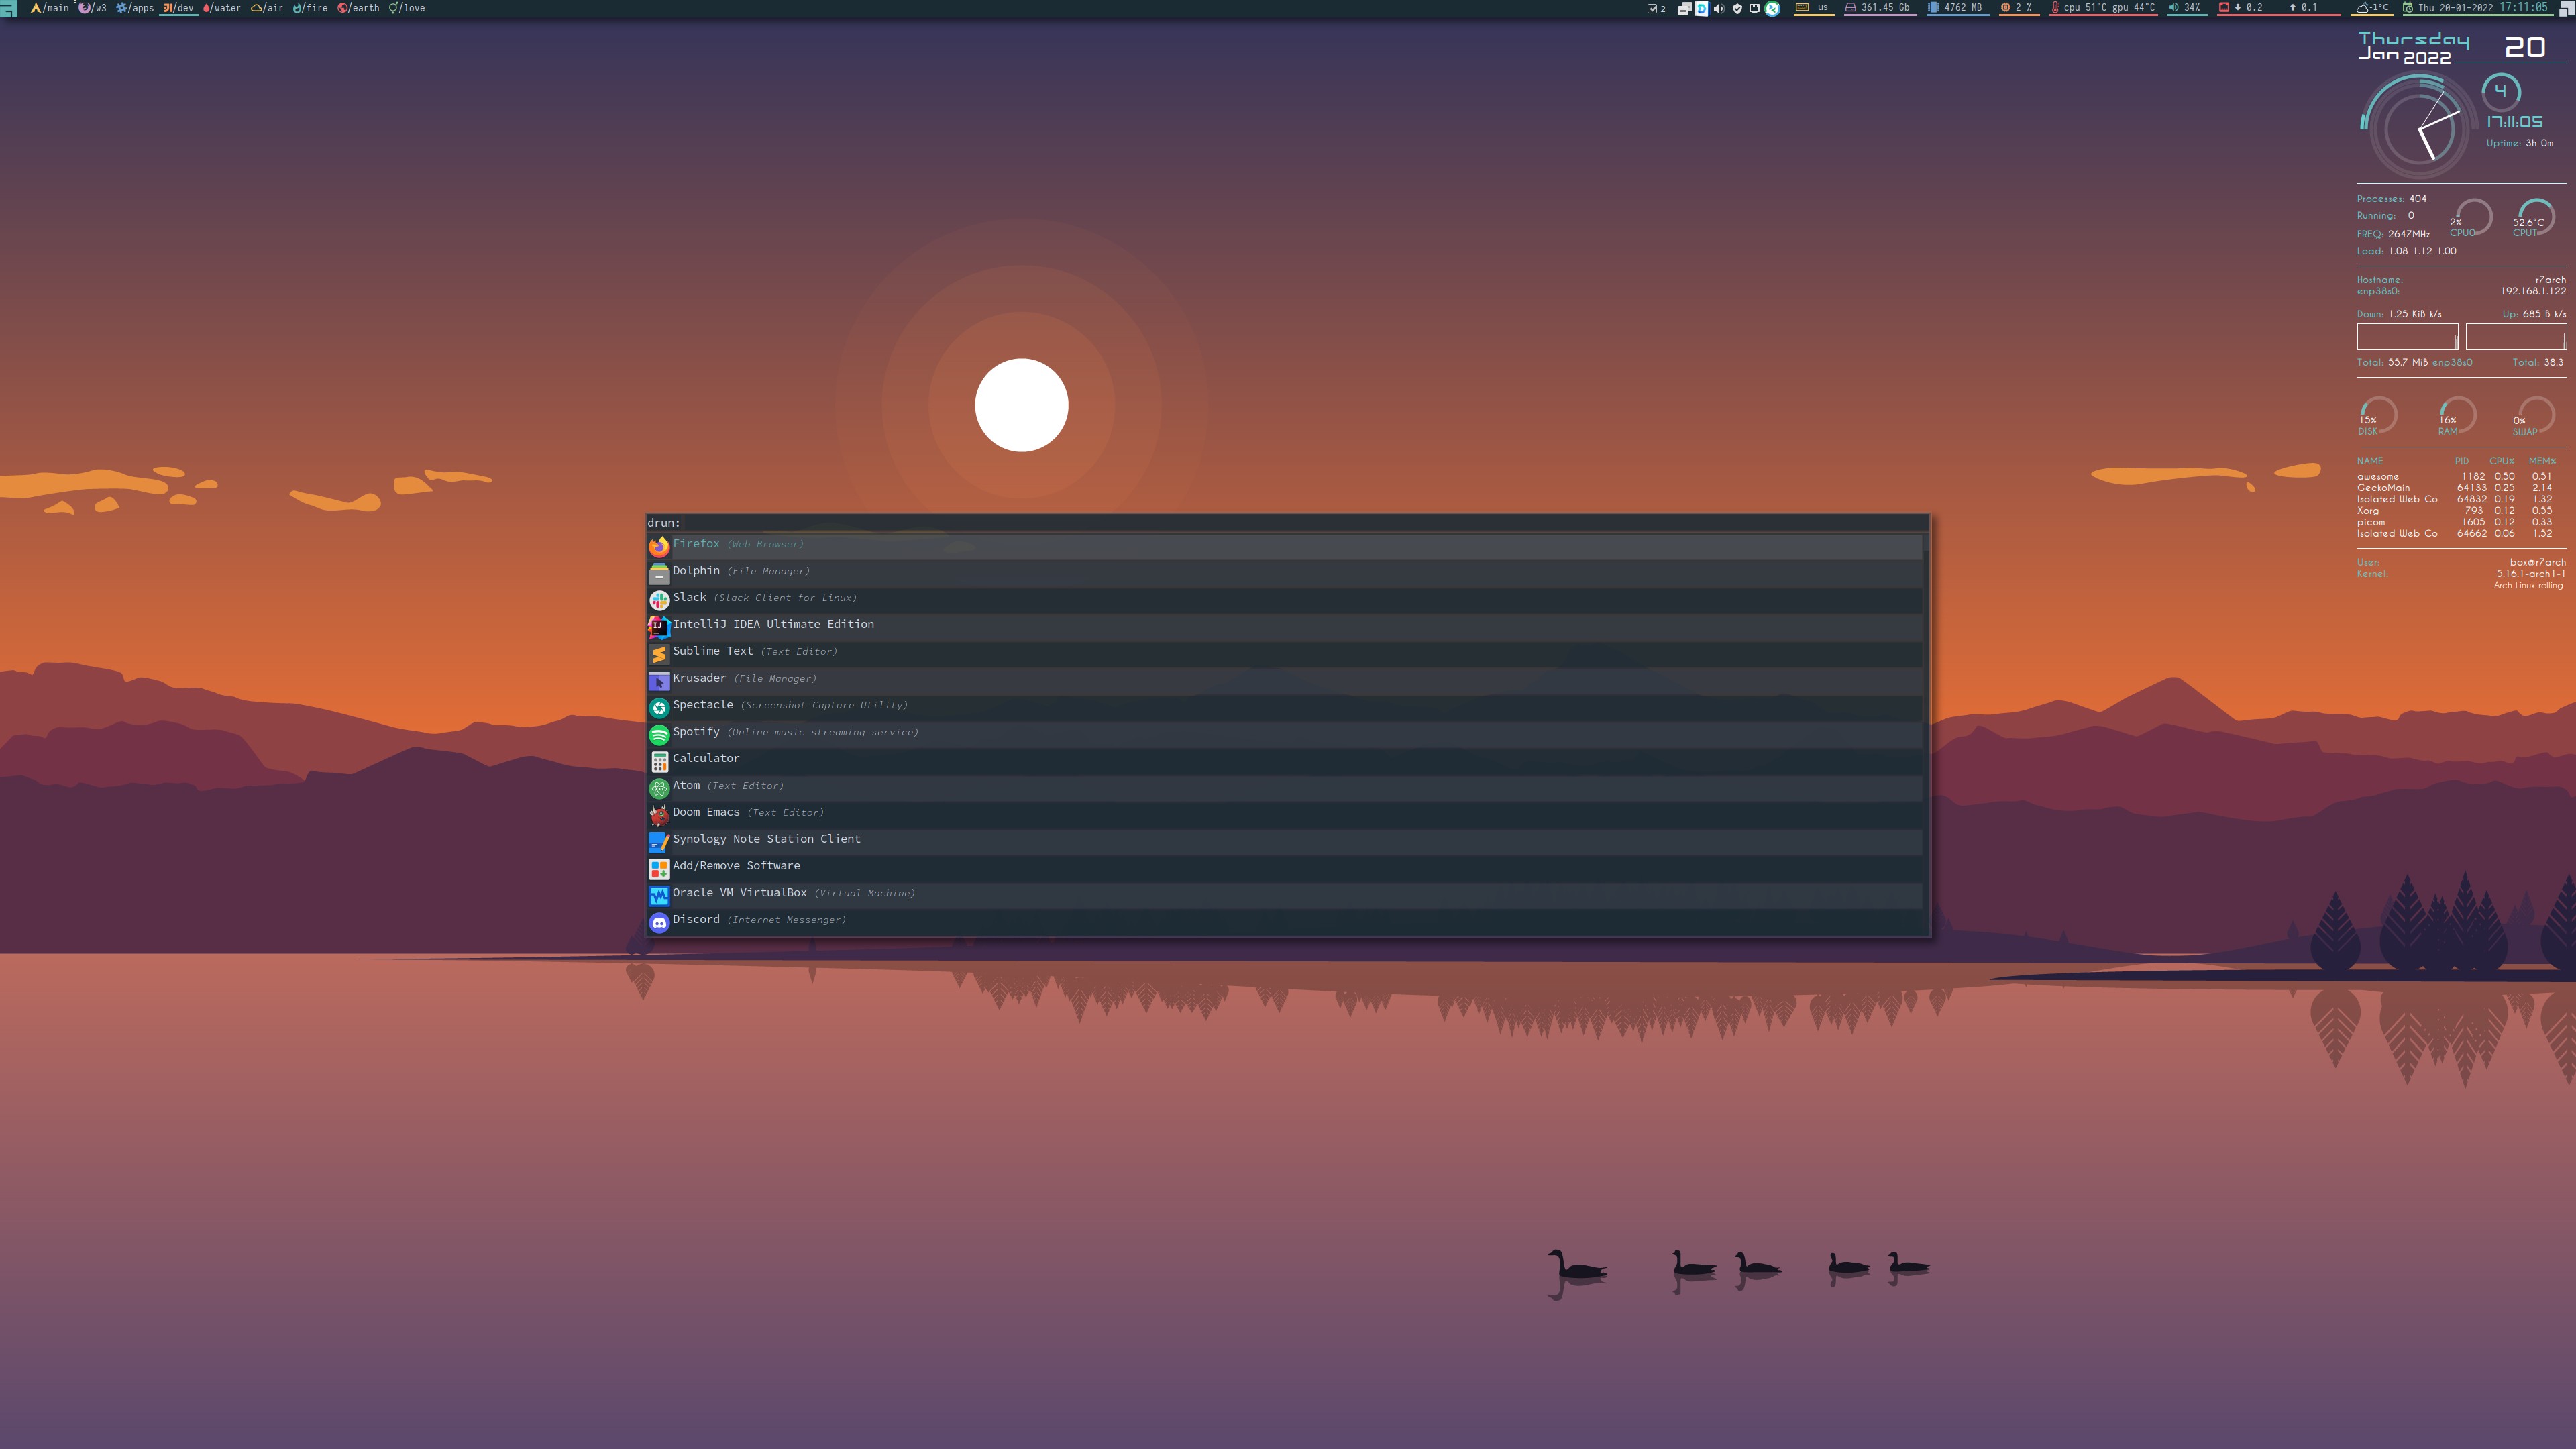 /main /w3 /apps /dev /water /air /fire /earth /love
2 us 361.45 Gb 4762 MB 2 % cpu 51°C gpu 44°C 34% 0.2 0.1 -1°C Thu 20-01-2022 17:11:05
Thursday 20
Jan 2022
4
17:11:05
Uptime: 3h 0m
Processes: 404
Running: 0
2% 52.6°C
FREQ: 2647MHz CPU0 CPUT
Load: 1.08 1.12 1.00
Hostname: r7arch
enp38s0: 192.168.1.122
Down: 1.25 KiB k/s Up: 685 B k/s
Total: 55.7 MiB enp38s0 Total: 38.3
15% 16% 0%
DISK RAM SWAP
NAME PID CPU% MEM%
awesome 1182 0.50 0.51
GeckoMain 64133 0.25 2.14
Isolated Web Co 64832 0.19 1.32
Xorg 793 0.12 0.55
picom 1605 0.12 0.33
Isolated Web Co 64662 0.06 1.52
User: box@r7arch
Kernel: 5.16.1-arch1-1
Arch Linux rolling
drun:
Firefox (Web Browser)
Dolphin (File Manager)
Slack (Slack Client for Linux)
IntelliJ IDEA Ultimate Edition
Sublime Text (Text Editor)
Krusader (File Manager)
Spectacle (Screenshot Capture Utility)
Spotify (Online music streaming service)
Calculator
Atom (Text Editor)
Doom Emacs (Text Editor)
Synology Note Station Client
Add/Remove Software
Oracle VM VirtualBox (Virtual Machine)
Discord (Internet Messenger)